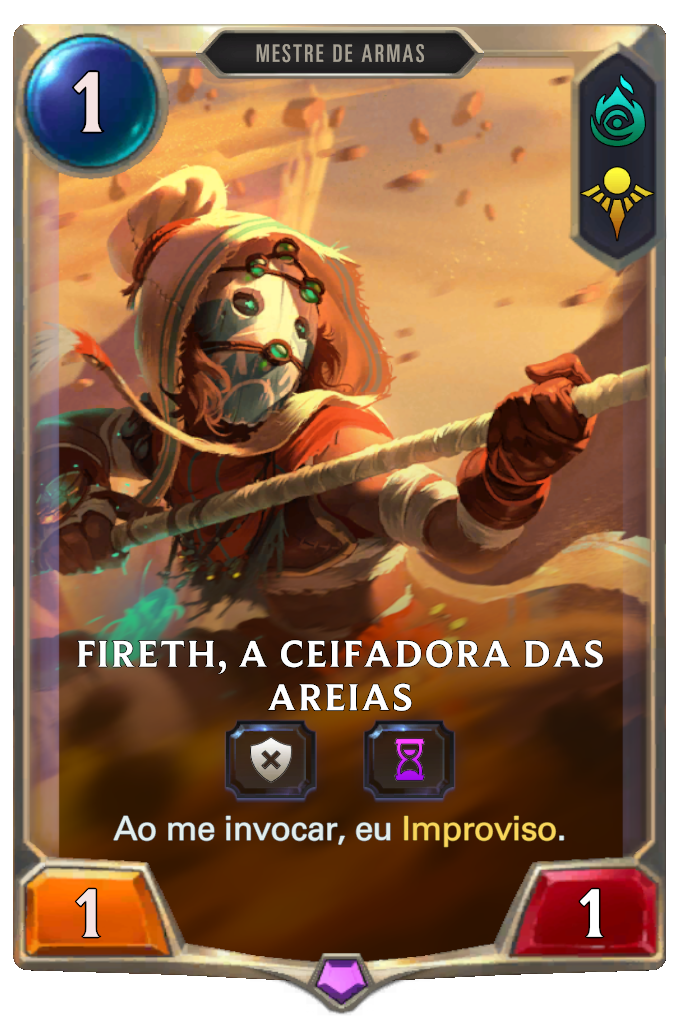 MESTRE DE ARMAS
1
FIRETH, A CEIFADORA DAS
AREIAS
Ao me invocar, eu Improviso.
1
1